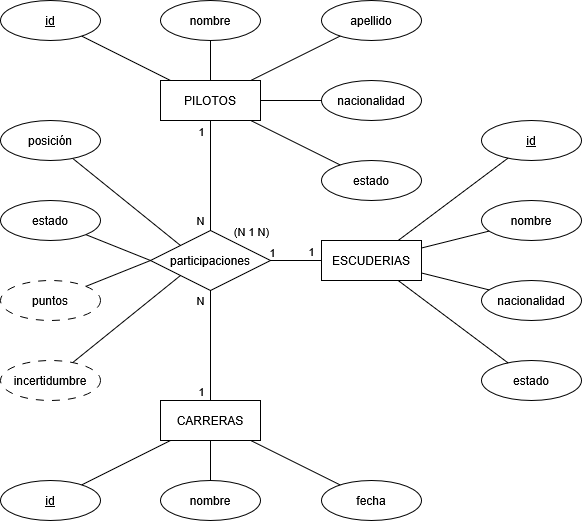 id
nombre
apellido
PILOTOS
nacionalidad
1
posición
id
estado
estado
N
(N 1 N)
nombre
participaciones
1
1
ESCUDERIAS
puntos
N
nacionalidad
incertidumbre
estado
1
CARRERAS
id
nombre
fecha